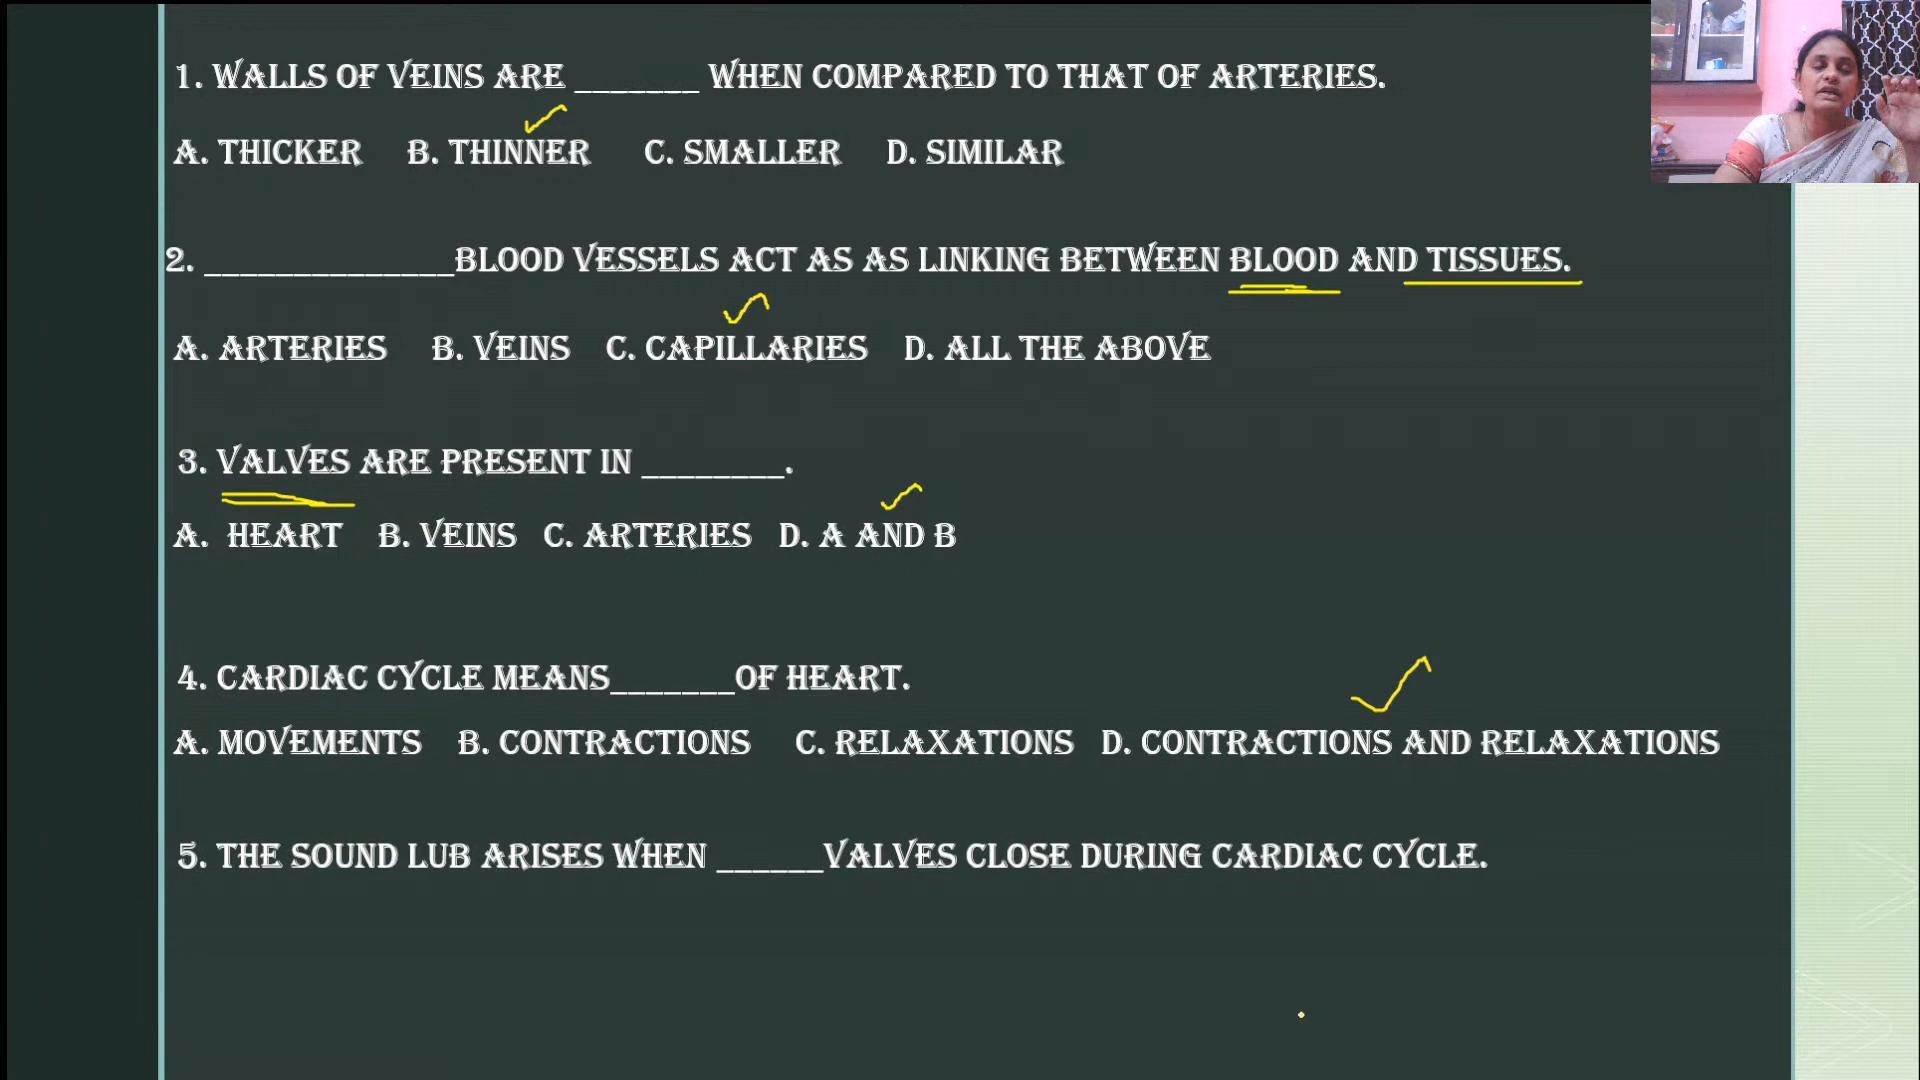 1. WALLS OF VEINS ARE _______ WHEN COMPARED TO THAT OF ARTERIES.
A. THICKER B. THINNER C. SMALLER D. SIMILAR
2. ______________BLOOD VESSELS ACT AS AS LINKING BETWEEN BLOOD AND TISSUES.
A. ARTERIES B. VEINS C. CAPILLARIES D. ALL THE ABOVE
3. VALVES ARE PRESENT IN ________.
A. HEART B. VEINS C. ARTERIES D. A AND B
4. CARDIAC CYCLE MEANS_______OF HEART.
A. MOVEMENTS B. CONTRACTIONS C. RELAXATIONS D. CONTRACTIONS AND RELAXATIONS
5. THE SOUND LUB ARISES WHEN ______VALVES CLOSE DURING CARDIAC CYCLE.